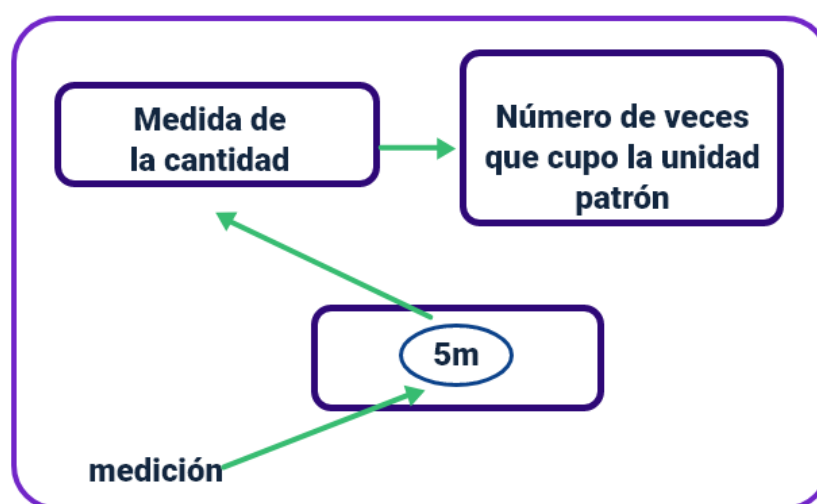 Medida de
la cantidad
Número de veces
que cupo la unidad
patrón
5m
medición